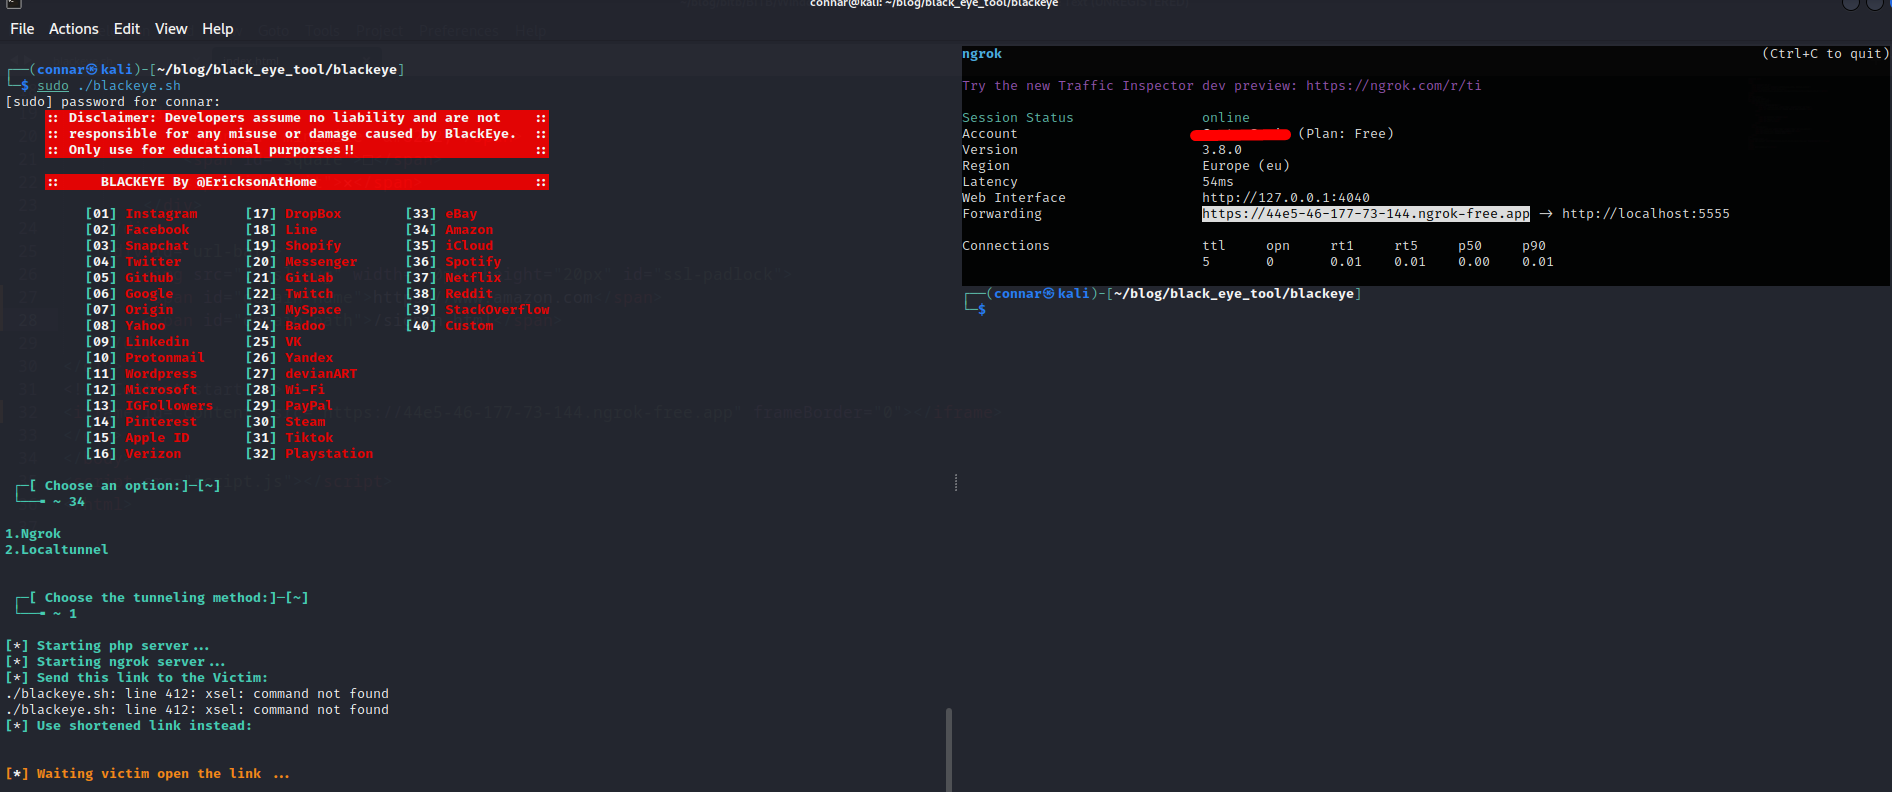 connar@kali: ~/blog/black_eye_tool/blackeye
File Actions Edit View Help
┌──(connar㉿kali)-[~/blog/black_eye_tool/blackeye]
└─$ sudo ./blackeye.sh
[sudo] password for connar:
:: Disclaimer: Developers assume no liability and are not ::
:: responsible for any misuse or damage caused by BlackEye. ::
:: Only use for educational purporses!! ::
:: BLACKEYE By @EricksonAtHome ::
[01] Instagram [17] DropBox [33] eBay
[02] Facebook [18] Line [34] Amazon
[03] Snapchat [19] Shopify [35] iCloud
[04] Twitter [20] Messenger [36] Spotify
[05] Github [21] GitLab [37] Netflix
[06] Google [22] Twitch [38] Reddit
[07] Origin [23] MySpace [39] StackOverflow
[08] Yahoo [24] Badoo [40] Custom
[09] Linkedin [25] VK
[10] Protonmail [26] Yandex
[11] Wordpress [27] devianART
[12] Microsoft [28] Wi-Fi
[13] IGFollowers [29] PayPal
[14] Pinterest [30] Steam
[15] Apple ID [31] Tiktok
[16] Verizon [32] Playstation
┌─[ Choose an option:]─[~]
└──╼ ~ 34
1.Ngrok
2.Localtunnel
┌─[ Choose the tunneling method:]─[~]
└──╼ ~ 1
[*] Starting php server...
[*] Starting ngrok server...
[*] Send this link to the Victim:
./blackeye.sh: line 412: xsel: command not found
./blackeye.sh: line 412: xsel: command not found
[*] Use shortened link instead:
[*] Waiting victim open the link ...
ngrok (Ctrl+C to quit)
Try the new Traffic Inspector dev preview: https://ngrok.com/r/ti
Session Status online
Account (Plan: Free)
Version 3.8.0
Region Europe (eu)
Latency 54ms
Web Interface http://127.0.0.1:4040
Forwarding https://44e5-46-177-73-144.ngrok-free.app -> http://localhost:5555
Connections ttl opn rt1 rt5 p50 p90
5 0 0.01 0.01 0.00 0.01
┌──(connar㉿kali)-[~/blog/black_eye_tool/blackeye]
└─$